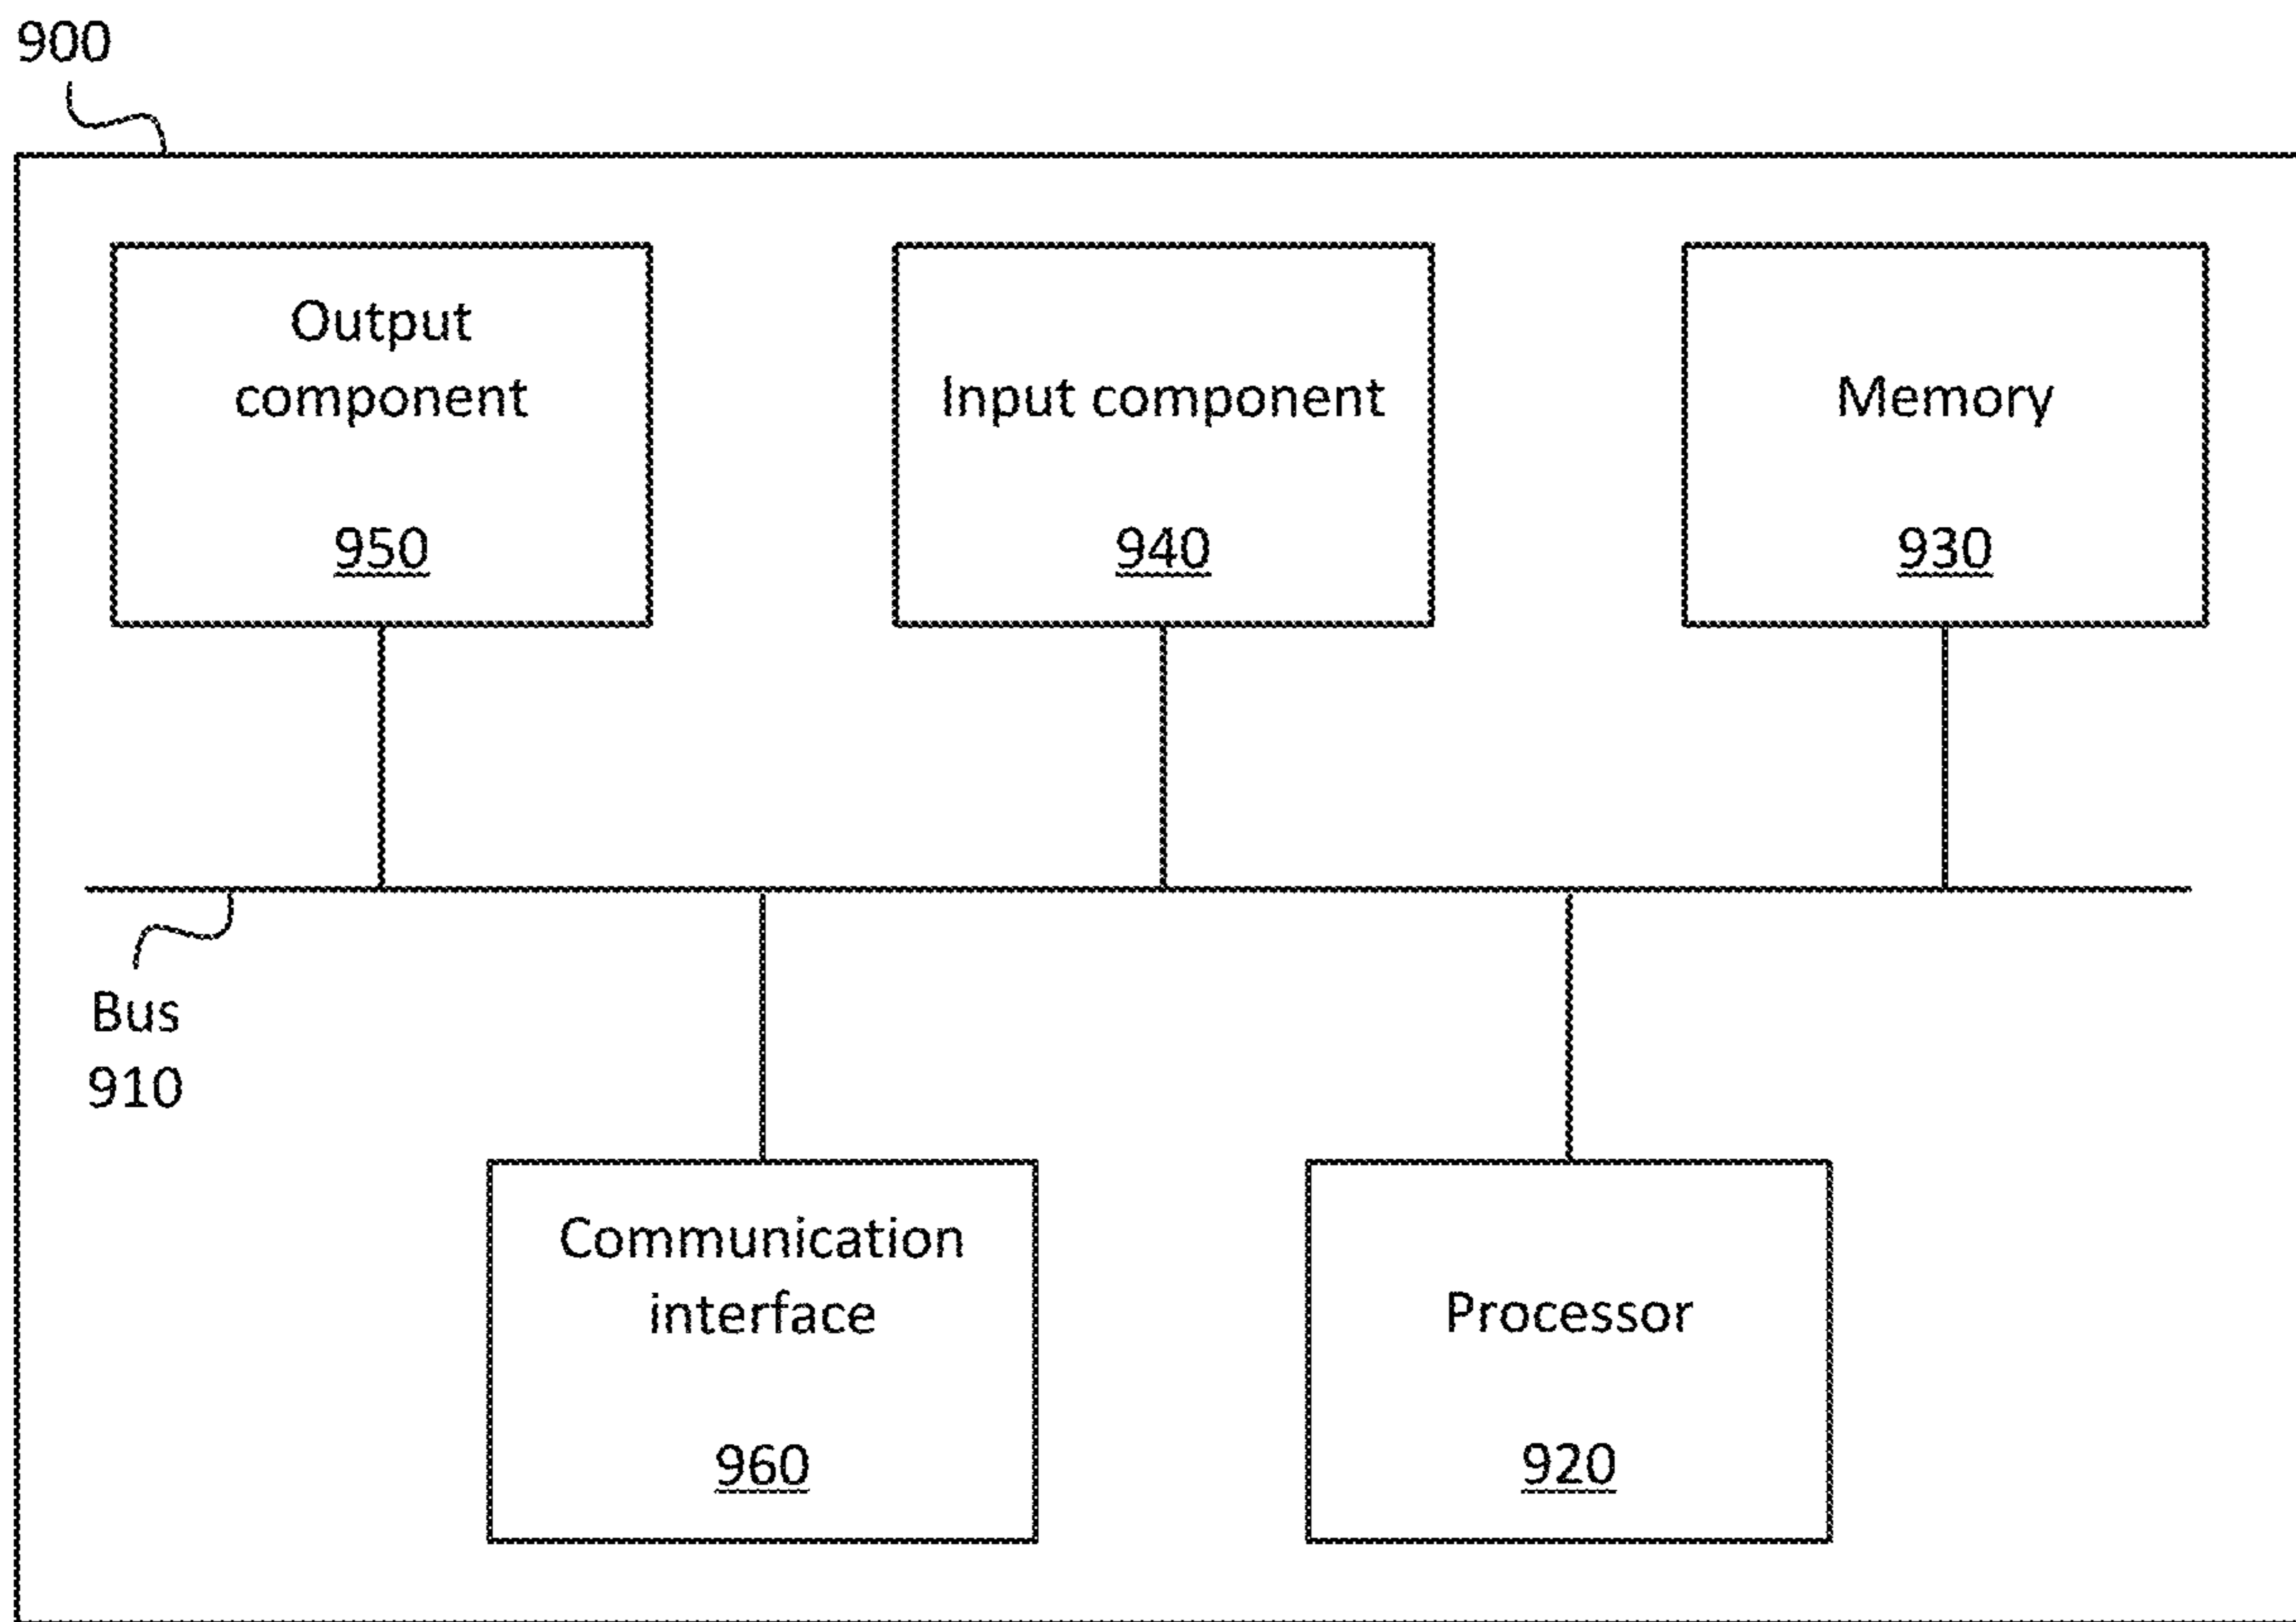 900
Output
component
950
Input component
940
Memory
930
Bus
910
Communication
interface
960
Processor
920